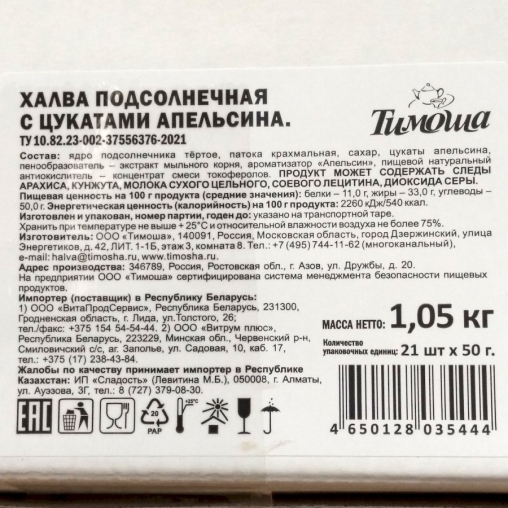 ХАЛВА ПОДСОЛНЕЧНАЯ
С ЦУКАТАМИ АПЕЛЬСИНА.
ТУ 10.82.23-002-37556376-2021
Тимоша
Состав: ядро подсолнечника тёртое, патока крахмальная, сахар, цукаты апельсина,
пенообразователь – экстракт мыльного корня, ароматизатор «Апельсин», пищевой натуральный
антиокислитель – концентрат смеси токоферолов. ПРОДУКТ МОЖЕТ СОДЕРЖАТЬ СЛЕДЫ
АРАХИСА, КУНЖУТА, МОЛОКА СУХОГО ЦЕЛЬНОГО, СОЕВОГО ЛЕЦИТИНА, ДИОКСИДА СЕРЫ.
Пищевая ценность на 100 г продукта (средние значения): белки – 11,0 г, жиры – 33,0 г, углеводы –
50,0 г. Энергетическая ценность (калорийность) на 100 г продукта: 2260 кДж/540 ккал.
Изготовлен и упакован, номер партии, годен до: указано на транспортной таре.
Хранить при температуре не выше +25°С и относительной влажности воздуха не более 75%.
Изготовитель: ООО «Тимоша», 140091, Россия, Московская область, город Дзержинский, улица
Энергетиков, д.42, ЛИТ. 1-1Б, этаж 3, комната 8. Тел.: +7 (495) 744-11-62 (многоканальный),
e-mail: halva@timosha.ru, www.timosha.ru.
Адрес производства: 346789, Россия, Ростовская обл., г. Азов, ул. Дружбы, д. 20.
На предприятии ООО "Тимоша" сертифицирована система менеджмента безопасности пищевых
продуктов.
Импортер (поставщик) в Республику Беларусь:
1) ООО «ВитаПродСервис», Республика Беларусь, 231300,
Гродненская область, г. Лида, ул.Толстого, 26;
тел./факс: +375 154 54-54-44. 2) ООО «Витрум плюс»,
Республика Беларусь, 223229, Минская обл., Червенский р-н,
Смиловичский с/с, аг. Заполье, ул. Садовая, 10, каб. 17,
тел.: +375 (17) 238-43-84.
Жалобы по качеству принимает импортер в Республике
Казахстан: ИП «Сладость» (Левитина М.Б.), 050008, г. Алматы,
ул. Ауэзова, 3Г, тел.: 8 (727) 379-08-30.
МАССА НЕТТО: 1,05 кг
Количество
упаковочных единиц: 21 шт х 50 г.
EAC
20
PAP
+25°C
4 650128 035444